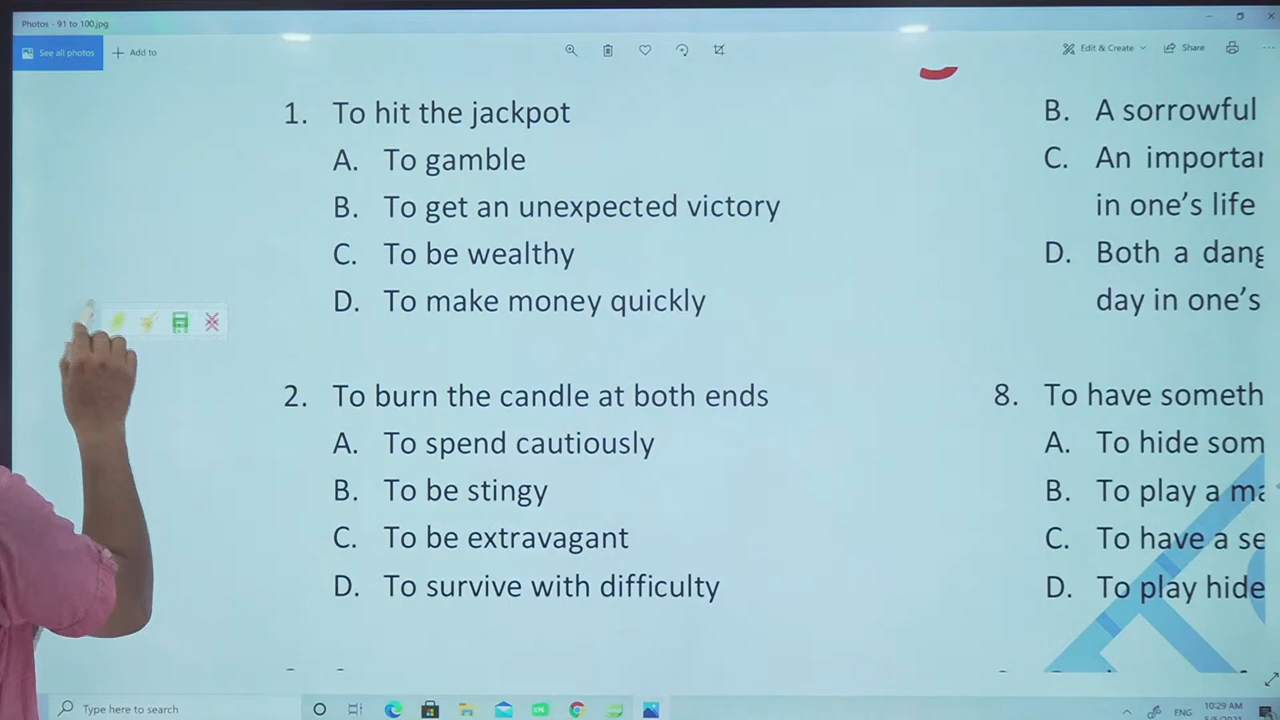 Photos - 91 to 100.jpg
See all photos
Add to
Edit & Create
Share
1. To hit the jackpot
A. To gamble
B. To get an unexpected victory
C. To be wealthy
D. To make money quickly
2. To burn the candle at both ends
A. To spend cautiously
B. To be stingy
C. To be extravagant
D. To survive with difficulty
B. A sorrowful
C. An importan
in one's life
D. Both a dang
day in one's
8. To have someth
A. To hide som
B. To play a ma
C. To have a se
D. To play hide
Type here to search
ENG
10:29 AM